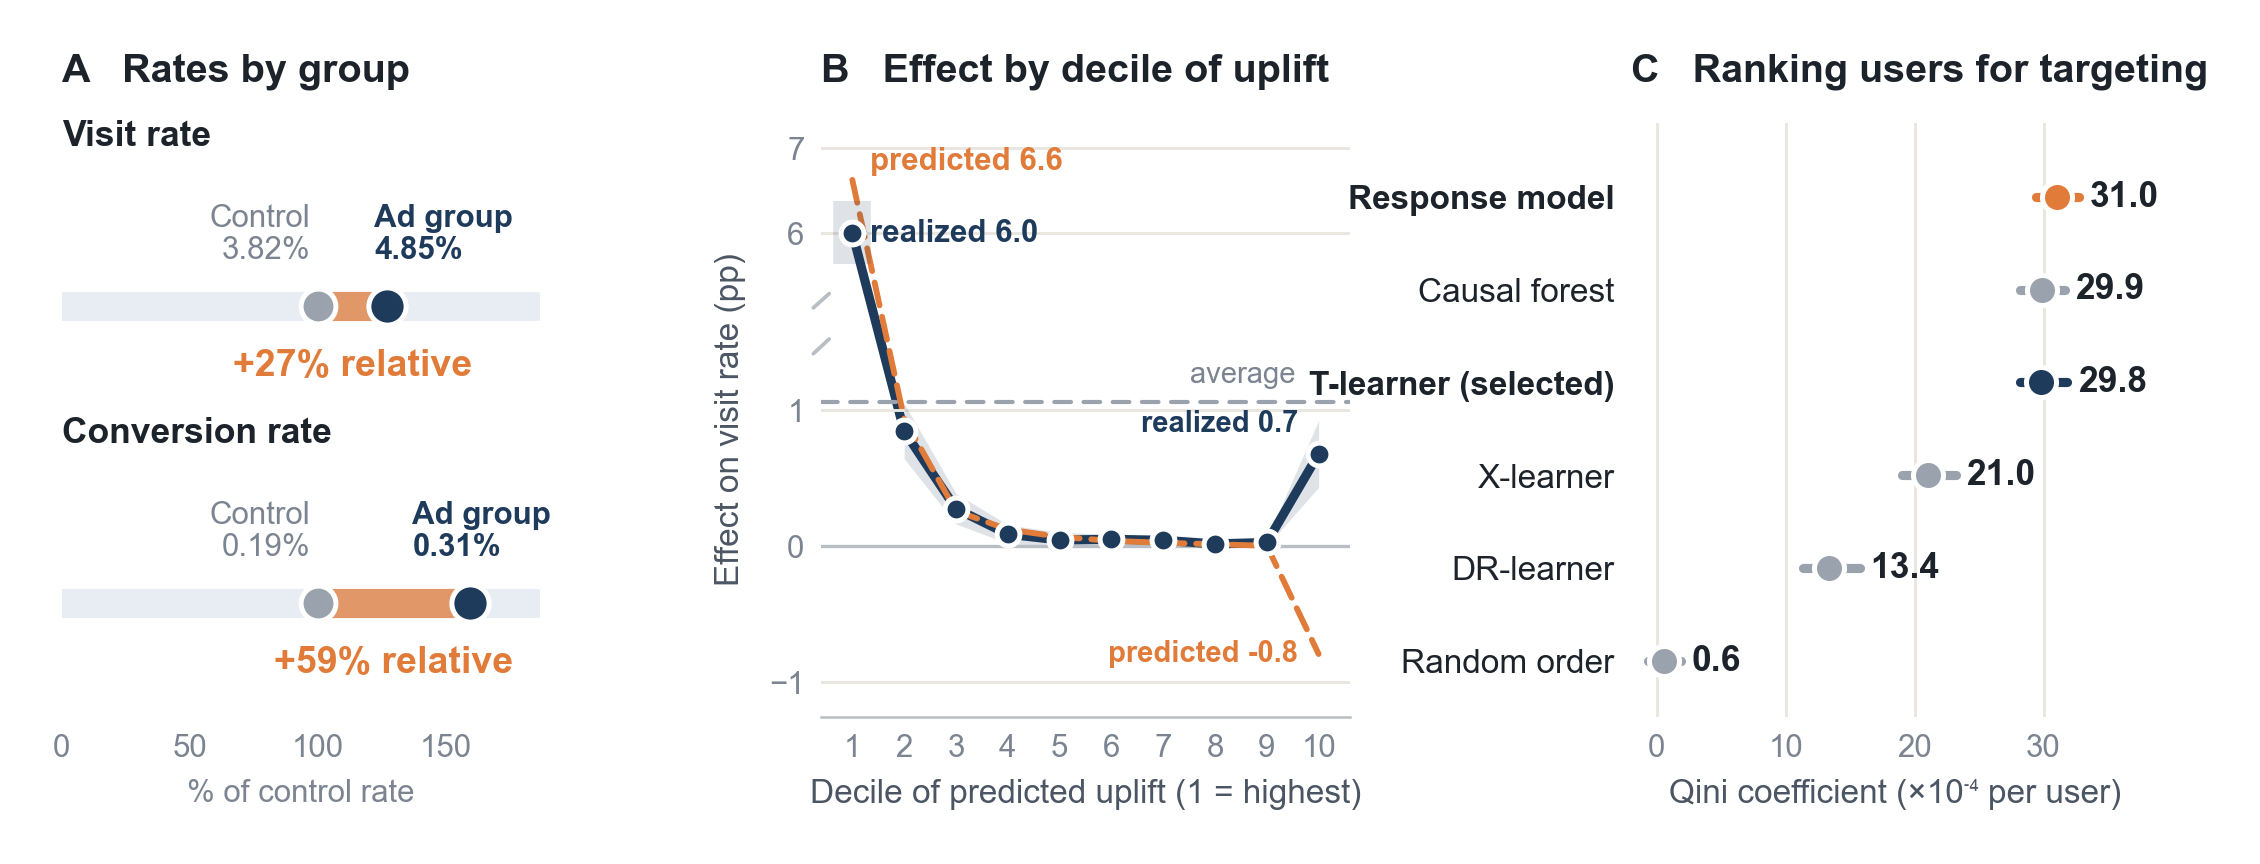 A Rates by group
Visit rate
Control
3.82%
Ad group
4.85%
+27% relative
Conversion rate
Control
0.19%
Ad group
0.31%
+59% relative
0 50 100 150
% of control rate
B Effect by decile of uplift
Effect on visit rate (pp)
7
6
1
0
−1
predicted 6.6
realized 6.0
average
realized 0.7
predicted -0.8
1 2 3 4 5 6 7 8 9 10
Decile of predicted uplift (1 = highest)
C Ranking users for targeting
Response model 31.0
Causal forest 29.9
T-learner (selected) 29.8
X-learner 21.0
DR-learner 13.4
Random order 0.6
0 10 20 30
Qini coefficient (×10⁻⁴ per user)